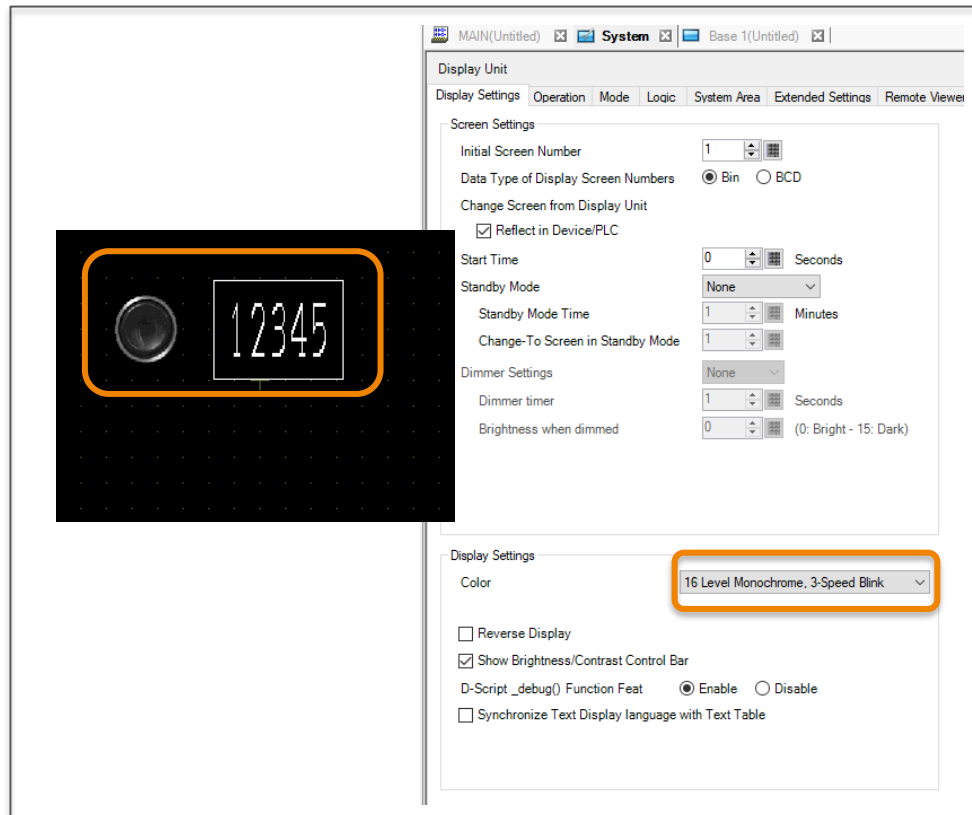 MAIN(Untitled) System Base 1(Untitled)
Display Unit
Display Settings Operation Mode Logic System Area Extended Settings Remote Viewer
Screen Settings
Initial Screen Number 1
Data Type of Display Screen Numbers Bin BCD
Change Screen from Display Unit
Reflect in Device/PLC
Start Time 0 Seconds
Standby Mode None
Standby Mode Time 1 Minutes
Change-To Screen in Standby Mode 1
Dimmer Settings None
Dimmer timer 1 Seconds
Brightness when dimmed 0 (0: Bright - 15: Dark)
12345
Display Settings
Color 16 Level Monochrome, 3-Speed Blink
Reverse Display
Show Brightness/Contrast Control Bar
D-Script _debug() Function Feat Enable Disable
Synchronize Text Display language with Text Table